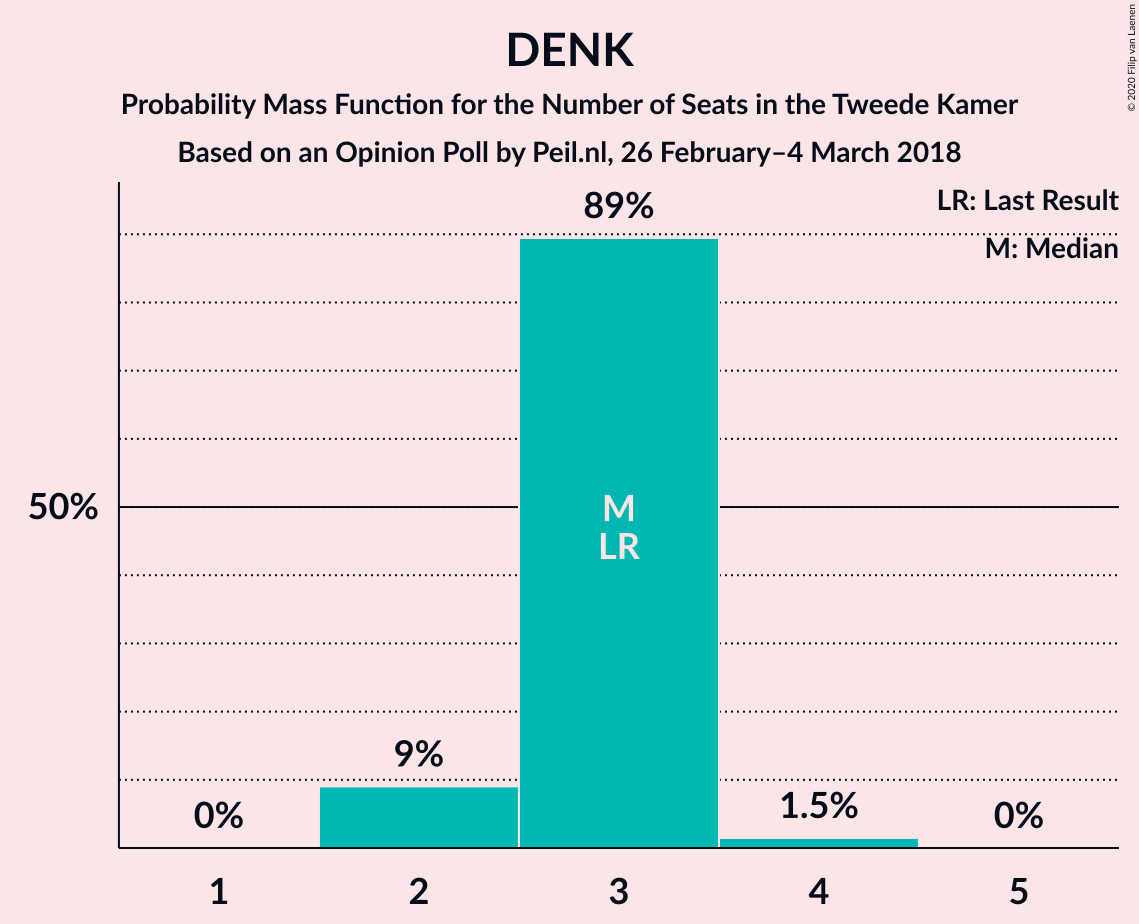 DENK
Probability Mass Function for the Number of Seats in the Tweede Kamer
Based on an Opinion Poll by Peil.nl, 26 February–4 March 2018
© 2020 Filip van Laenen
LR: Last Result
M: Median
89%
50%
M
LR
9%
1.5%
0%
0%
1 2 3 4 5